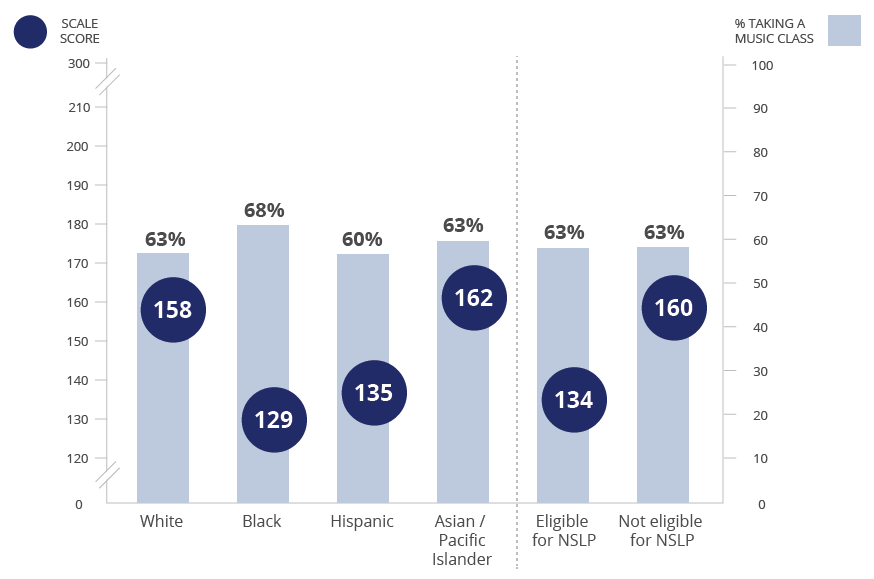 SCALE
SCORE
% TAKING A
MUSIC CLASS
300
210
200
190
180
170
160
150
140
130
120
0
100
90
80
70
60
50
40
30
20
10
0
63%
68%
60%
63%
63%
63%
158
129
135
162
134
160
White
Black
Hispanic
Asian /
Pacific
Islander
Eligible
for NSLP
Not eligible
for NSLP